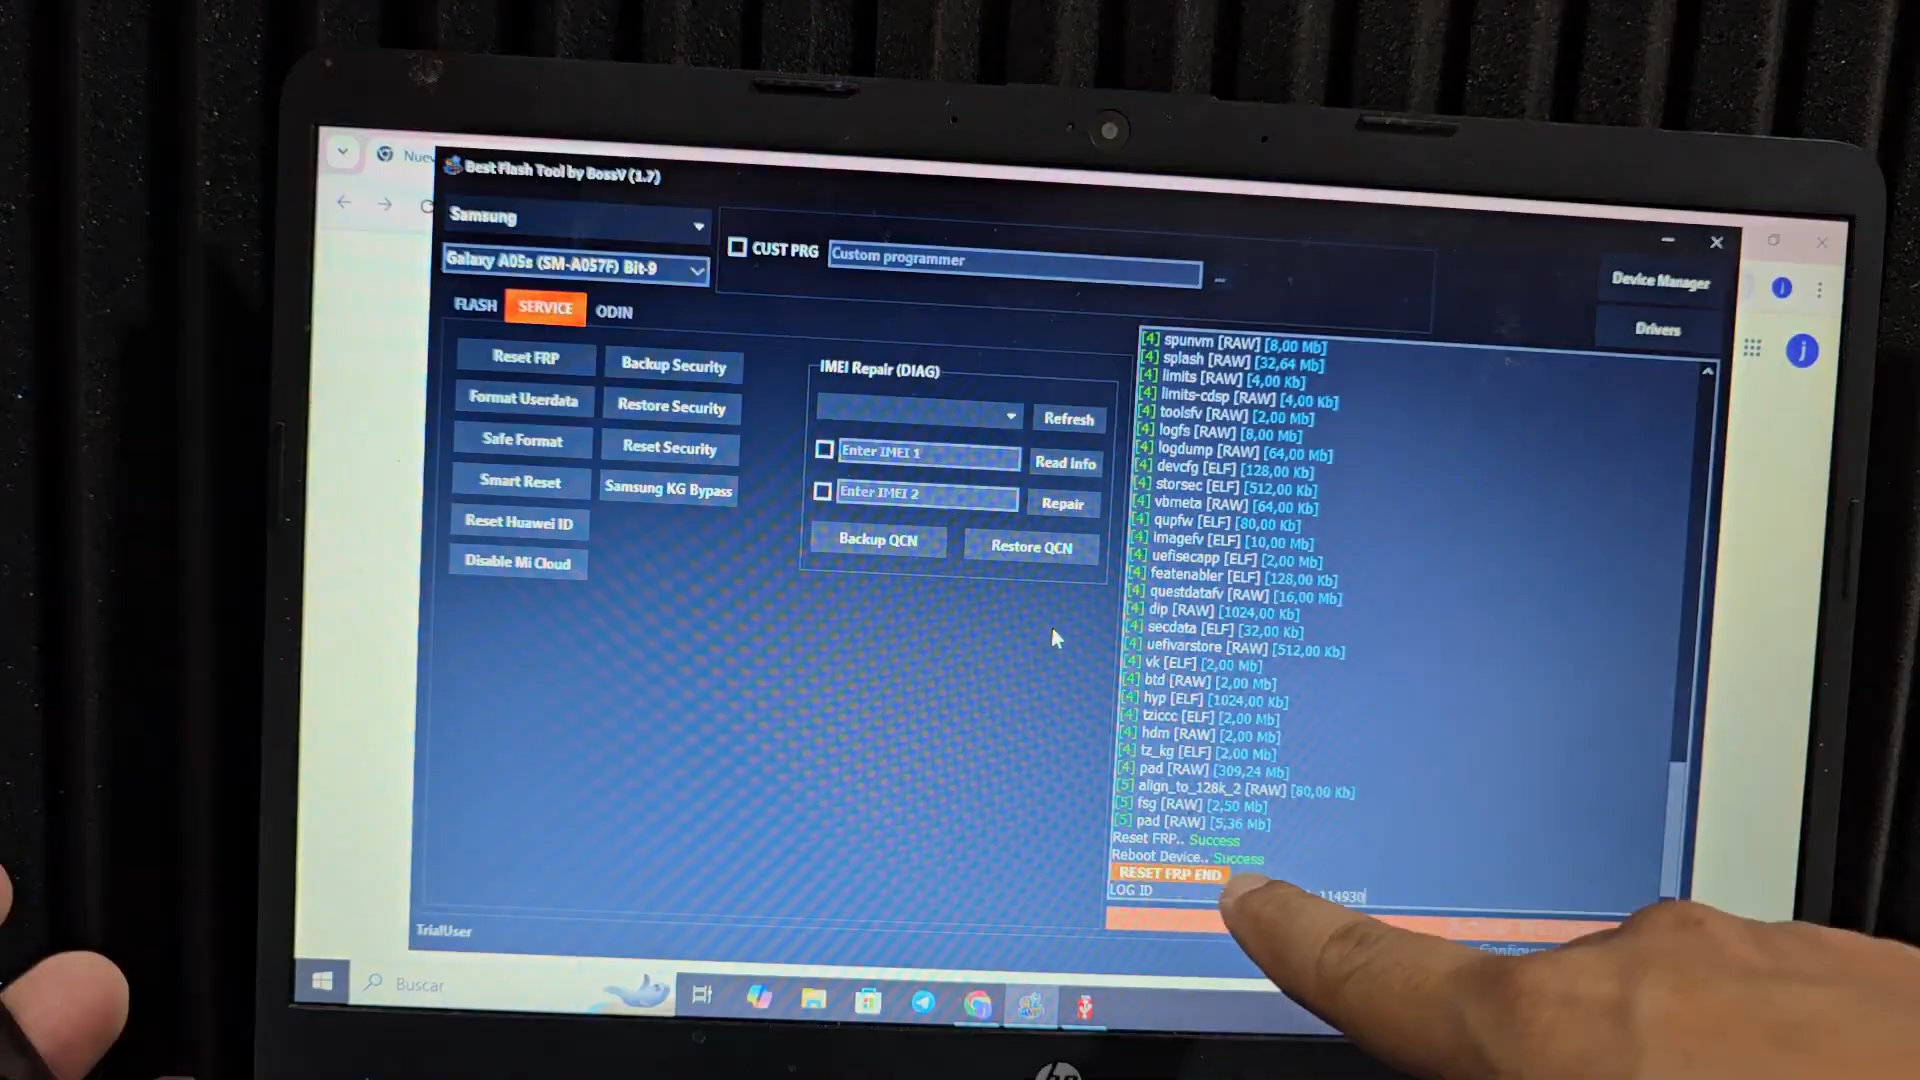 Best Flash Tool by BossV (1.7)
Samsung
Galaxy A05s (SM-A057F) Bit-9
CUST PRG
Custom programmer
...
Device Manager
Drivers
FLASH
SERVICE
ODIN
Reset FRP
Backup Security
Format Userdata
Restore Security
Safe Format
Reset Security
Smart Reset
Samsung KG Bypass
Reset Huawei ID
Disable Mi Cloud
IMEI Repair (DIAG)
Refresh
Enter IMEI 1
Read Info
Enter IMEI 2
Repair
Backup QCN
Restore QCN
[4] spunvm [RAW] [8,00 Mb]
[4] splash [RAW] [32,64 Mb]
[4] limits [RAW] [4,00 Kb]
[4] limits-cdsp [RAW] [4,00 Kb]
[4] toolsfv [RAW] [2,00 Mb]
[4] logfs [RAW] [8,00 Mb]
[4] logdump [RAW] [64,00 Mb]
[4] devcfg [ELF] [128,00 Kb]
[4] storsec [ELF] [512,00 Kb]
[4] vbmeta [RAW] [64,00 Kb]
[4] qupfw [ELF] [80,00 Kb]
[4] imagefv [ELF] [10,00 Mb]
[4] uefisecapp [ELF] [2,00 Mb]
[4] featenabler [ELF] [128,00 Kb]
[4] questdatafv [RAW] [16,00 Mb]
[4] dip [RAW] [1024,00 Kb]
[4] secdata [ELF] [32,00 Kb]
[4] uefivarstore [RAW] [512,00 Kb]
[4] vk [ELF] [2,00 Mb]
[4] btd [RAW] [2,00 Mb]
[4] hyp [ELF] [1024,00 Kb]
[4] tziccc [ELF] [2,00 Mb]
[4] hdm [RAW] [2,00 Mb]
[4] tz_kg [ELF] [2,00 Mb]
[4] pad [RAW] [309,24 Mb]
[5] align_to_128k_2 [RAW] [80,00 Kb]
[5] fsg [RAW] [2,50 Mb]
[5] pad [RAW] [5,36 Mb]
Reset FRP.. Success
Reboot Device.. Success
RESET FRP END
LOG ID 114930
TrialUser
Buscar
j
j
hp